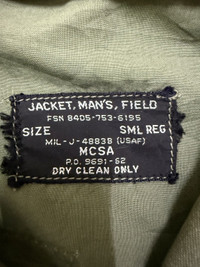 JACKET, MAN'S, FIELD
FSN 8405-753-6195
SIZE SML REG
MIL-J-4883B (USAF)
MCSA
P.O. 9691-62
DRY CLEAN ONLY